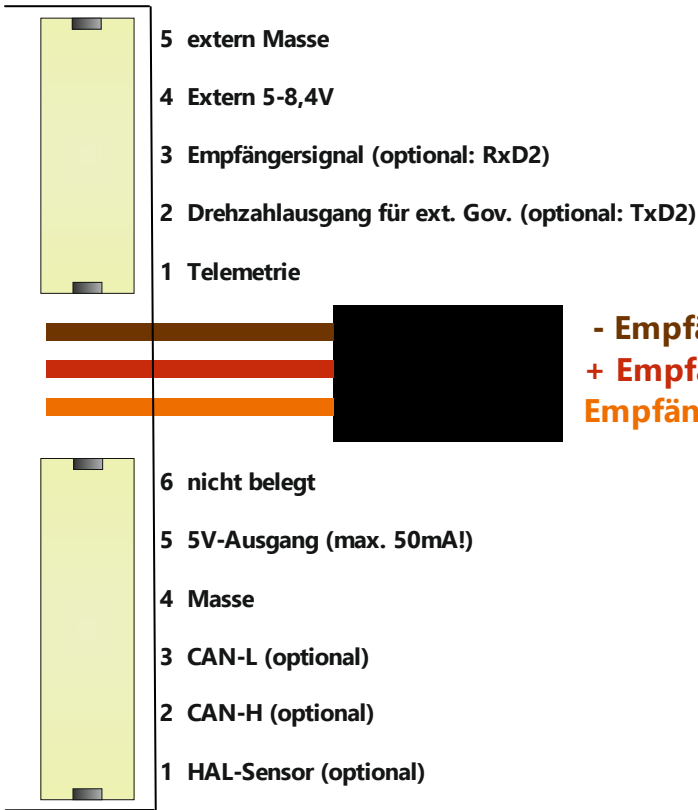 5 extern Masse
4 Extern 5-8,4V
3 Empfängersignal (optional: RxD2)
2 Drehzahlausgang für ext. Gov. (optional: TxD2)
1 Telemetrie
-
+
6 nicht belegt
5 5V-Ausgang (max. 50mA!)
4 Masse
3 CAN-L (optional)
2 CAN-H (optional)
1 HAL-Sensor (optional)